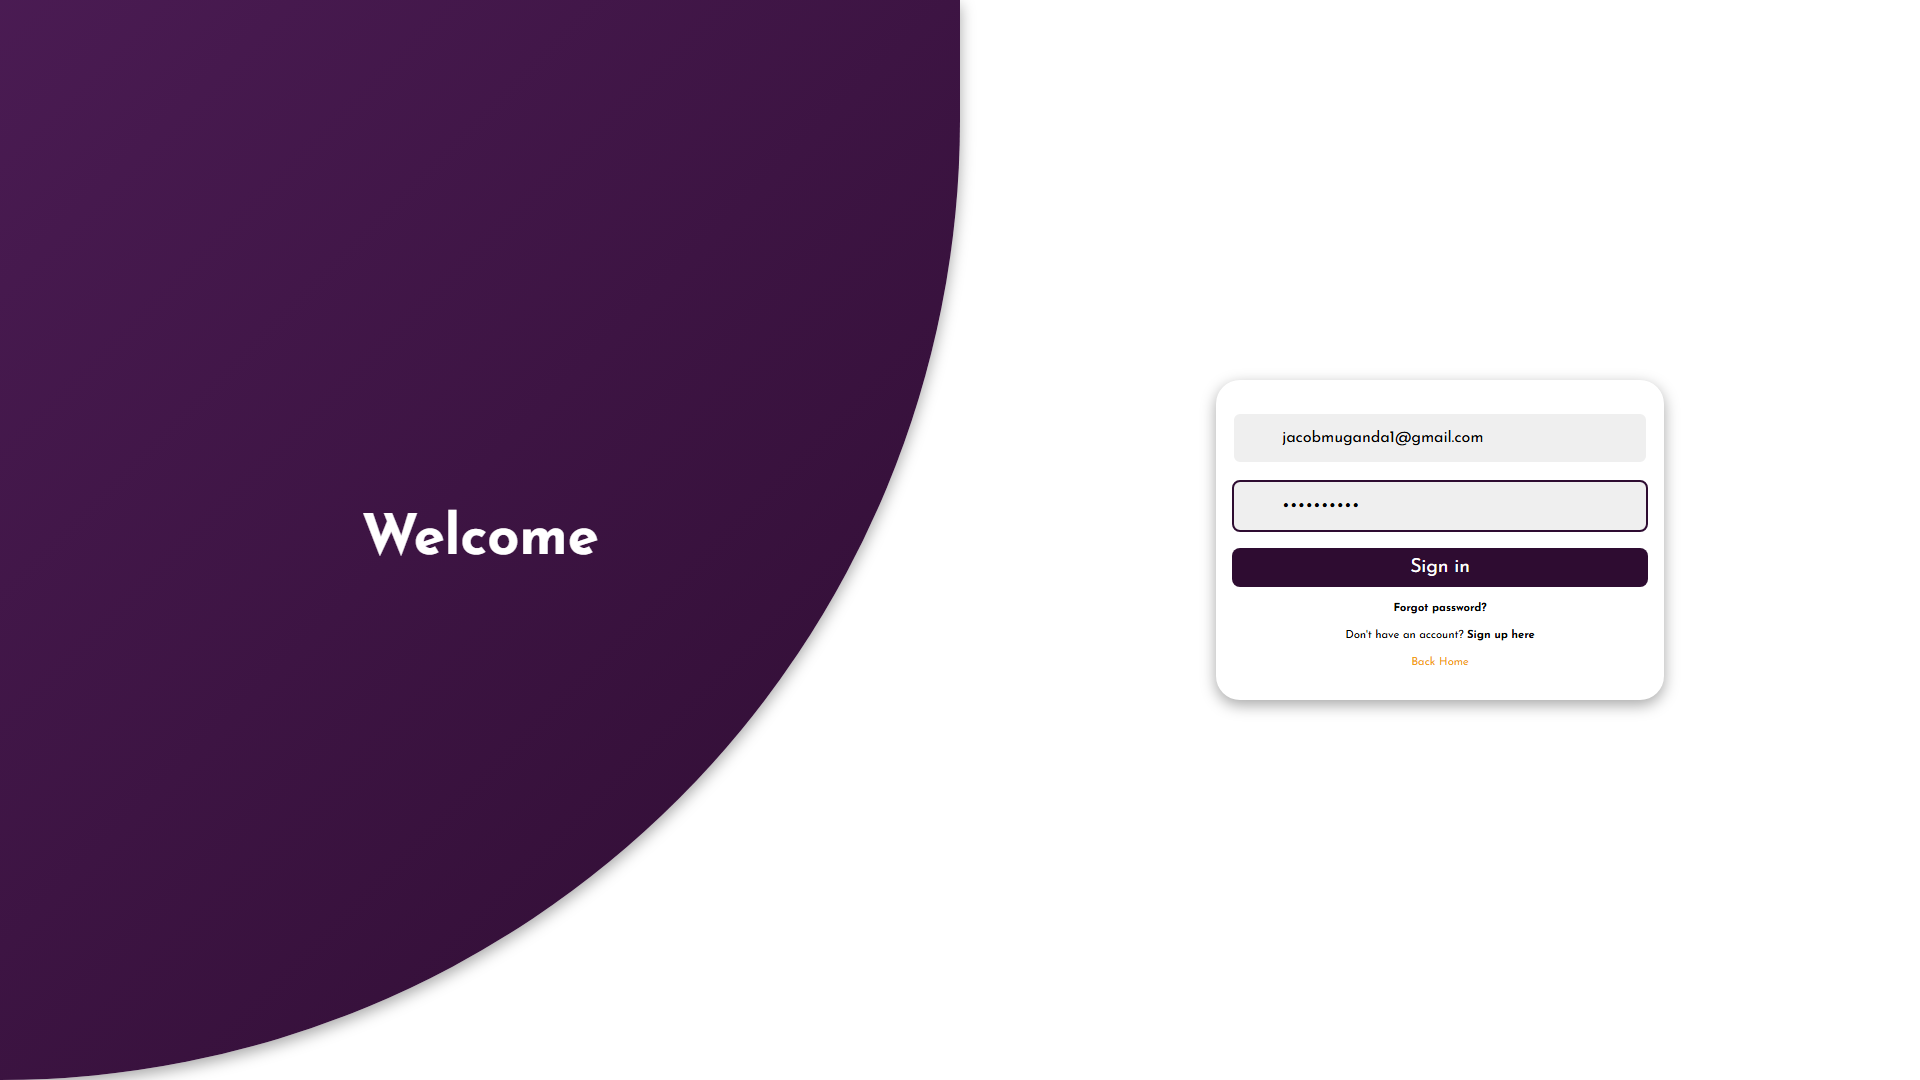 Welcome
jacobmuganda1@gmail.com
••••••••••
Sign in
Forgot password?
Don't have an account? Sign up here
Back Home